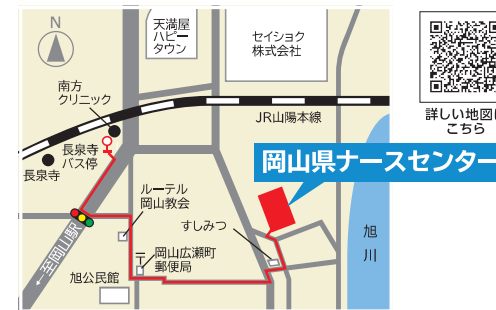 N
天満屋
ハピー
タウン
セイショク
株式会社
南方
クリニック
JR山陽本線
長泉寺
バス停
長泉寺
岡山県ナースセンター
ルーテル
岡山教会
すしみつ
旭川
←至岡山駅
岡山広瀬町
郵便局
旭公民館
詳しい地図は
こちら